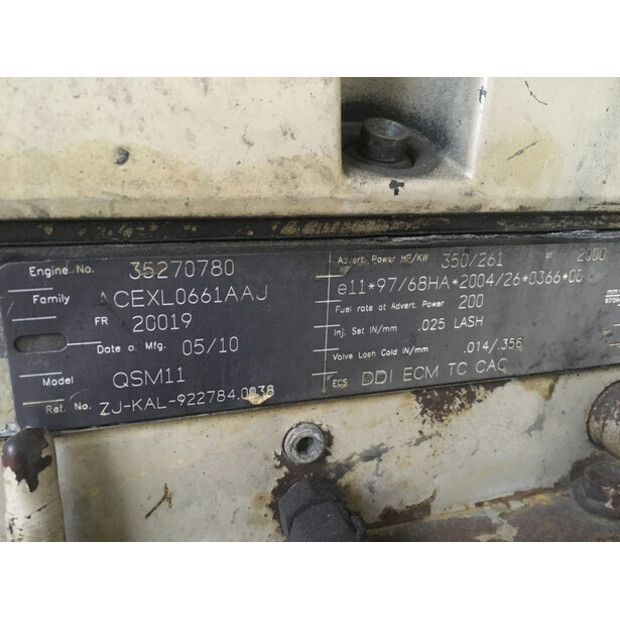 Engine No. 35270780
Family ACEXL0661AAJ
FR 20019
Date o. Mfg. 05/10
Model QSM11
Ref. No. ZJ-KAL-922784.0038
Advert. Power HP/KW 350/261 at 2000
e11*97/68HA*2004/26*0366*00
Fuel rate at Advert. Power 200
Inj. Set IN/mm .025 LASH
Valve Lash Cold IN/mm .014/.356
ECS DDI ECM TC CAC